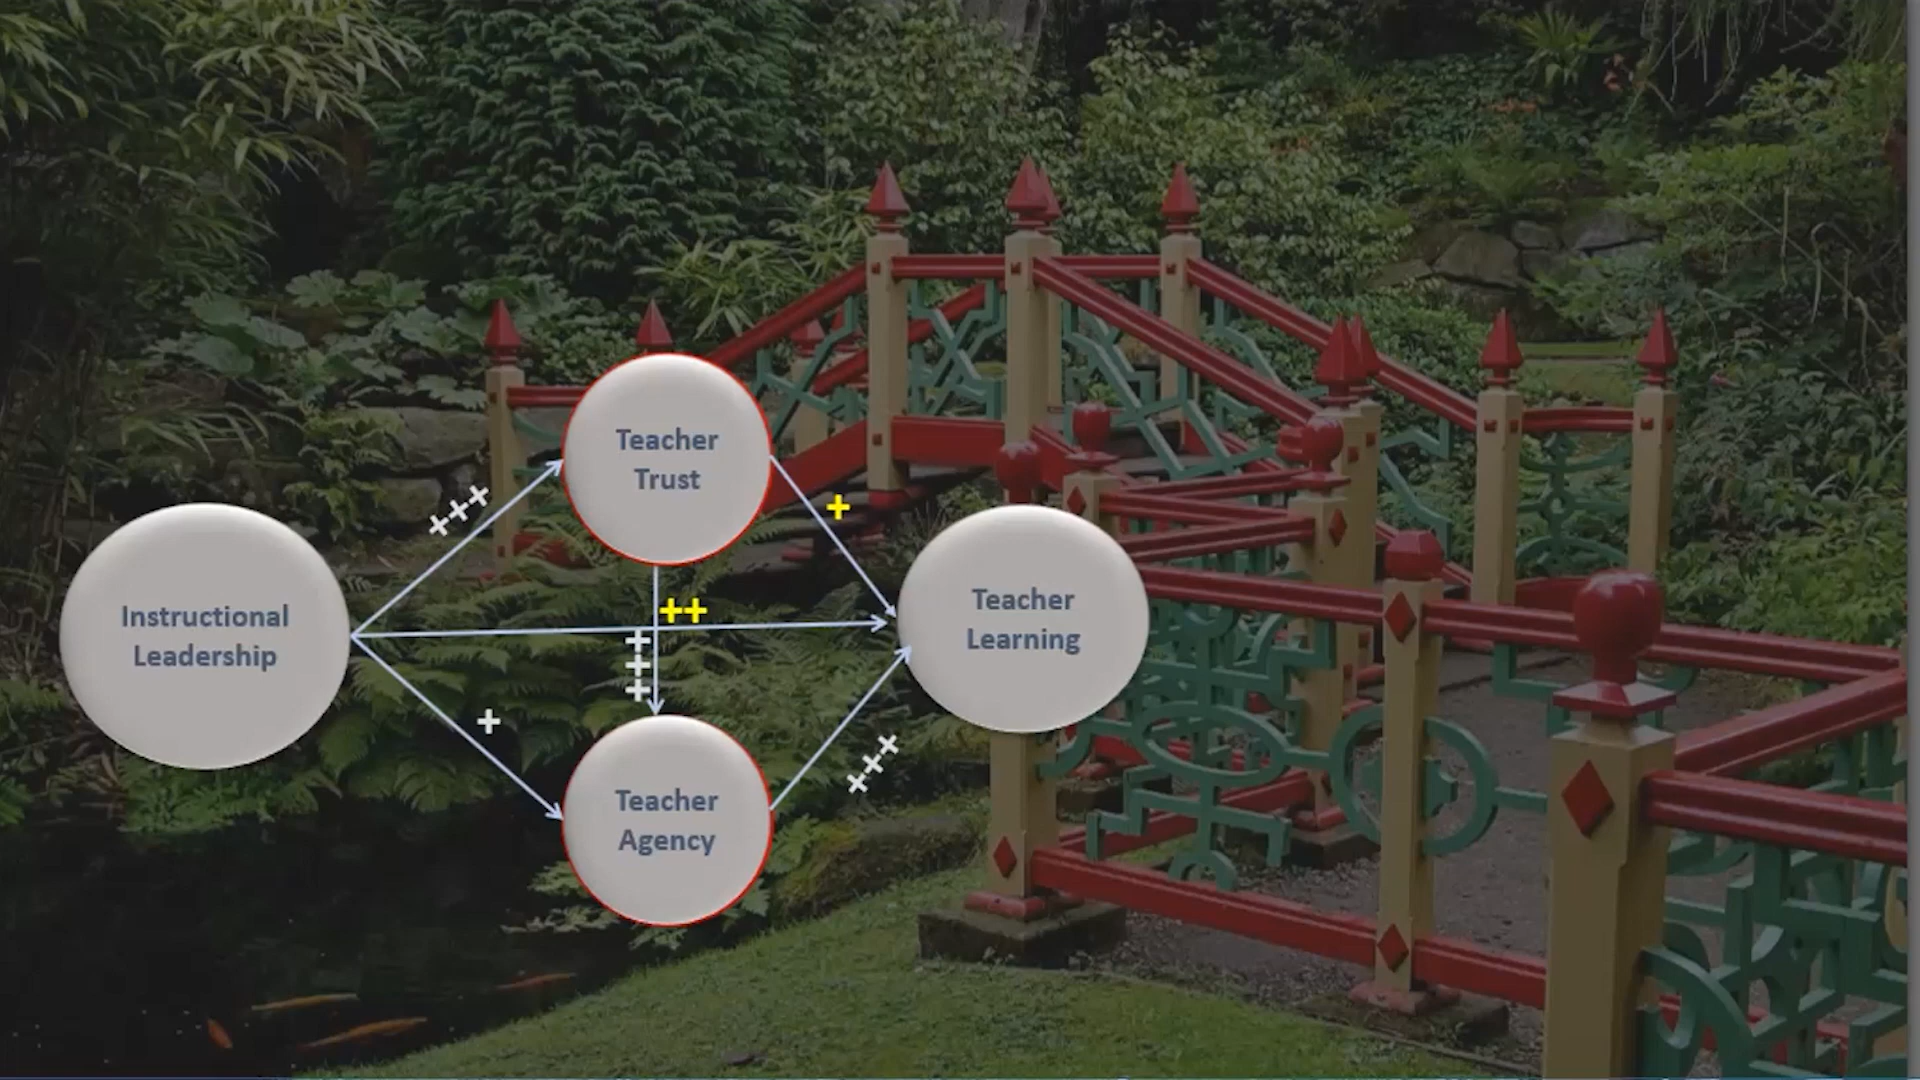 Teacher
Trust
+++
+
Instructional
Leadership
++
+++
Teacher
Learning
+
+++
Teacher
Agency